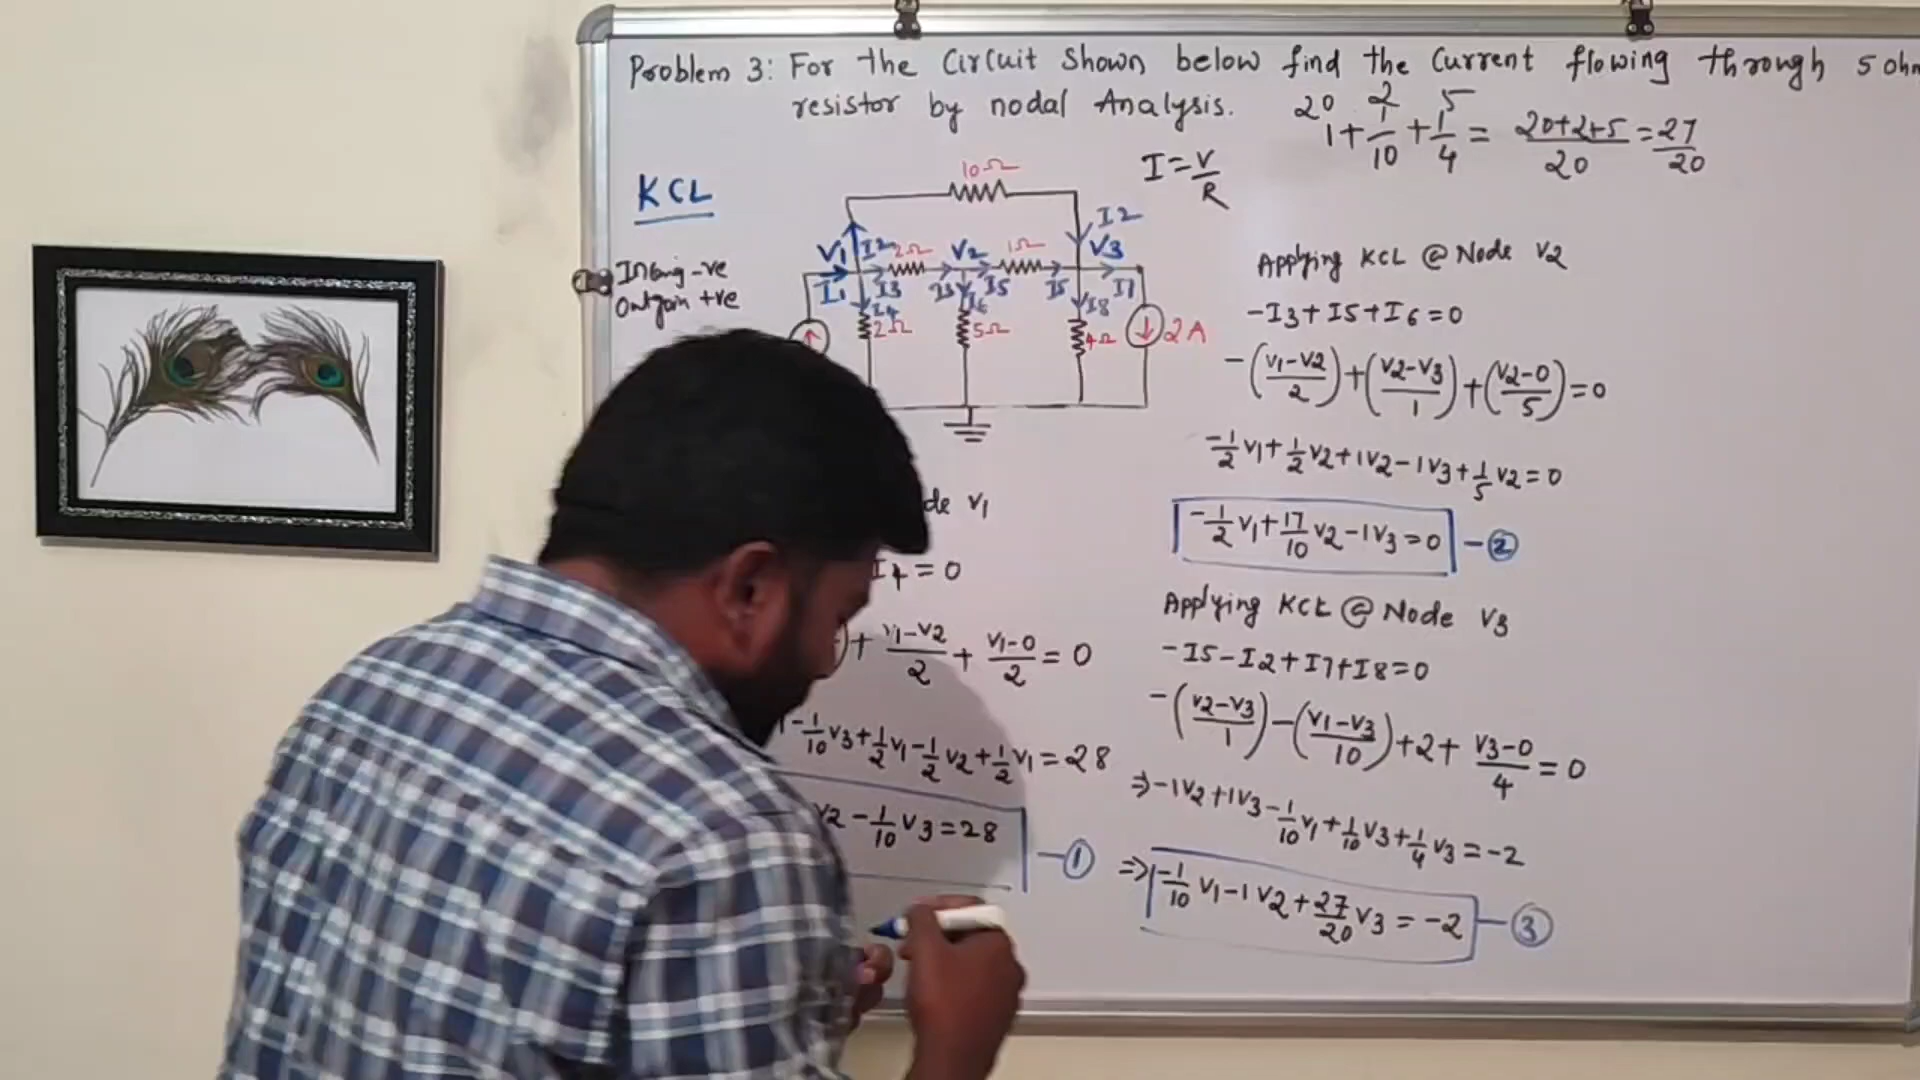 Problem 3: For the Circuit Shown below find the Current flowing through 5 ohm
resistor by nodal Analysis.
20 2 5
1 + 1/10 + 1/4 = (20+2+5)/20 = 27/20
KCL
I = V/R
Incoming -ve
Outgoin +ve
10Ω
I2
V1 I2 2Ω V2 1Ω V3
I1 I3 I3 I5 I5 I7
I4 I6 I8
2Ω 5Ω 4Ω 2A
de V1
I4 = 0
+ (V1-V2)/2 + (V1-0)/2 = 0
-1/10 V3 + 1/2 V1 - 1/2 V2 + 1/2 V1 = 28
V2 - 1/10 V3 = 28 - ①
Applying KCL @ Node V2
-I3 + I5 + I6 = 0
-((V1-V2)/2) + ((V2-V3)/1) + ((V2-0)/5) = 0
-1/2 V1 + 1/2 V2 + 1V2 - 1V3 + 1/5 V2 = 0
-1/2 V1 + 17/10 V2 - 1V3 = 0 - ②
Applying KCL @ Node V3
-I5 - I2 + I7 + I8 = 0
-((V2-V3)/1) - ((V1-V3)/10) + 2 + (V3-0)/4 = 0
⇒ -1V2 + 1V3 - 1/10 V1 + 1/10 V3 + 1/4 V3 = -2
⇒ -1/10 V1 - 1V2 + 27/20 V3 = -2 - ③